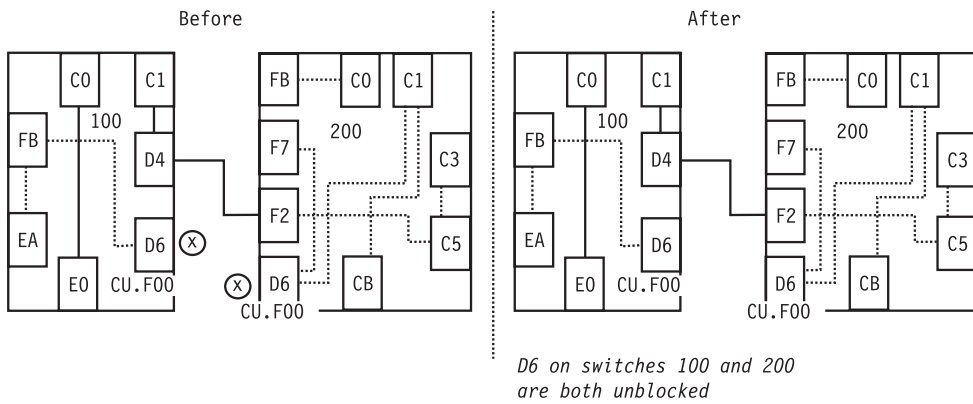 Before
After
C0
C1
100
FB
D4
EA
D6
X
E0
CU.F00
FB
C0
C1
200
F7
C3
F2
C5
X
D6
CB
CU.F00
C0
C1
100
FB
D4
EA
D6
E0
CU.F00
FB
C0
C1
200
F7
C3
F2
C5
D6
CB
CU.F00
D6 on switches 100 and 200
are both unblocked